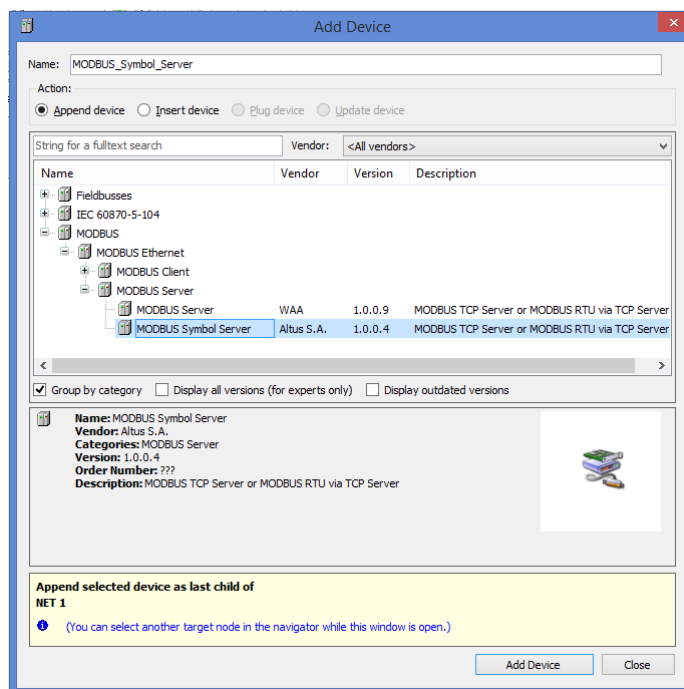 Add Device
Name: MODBUS_Symbol_Server
Action:
Append device Insert device Plug device Update device
String for a fulltext search Vendor: <All vendors>
Name Vendor Version Description
Fieldbusses
IEC 60870-5-104
MODBUS
MODBUS Ethernet
MODBUS Client
MODBUS Server
MODBUS Server WAA 1.0.0.9 MODBUS TCP Server or MODBUS RTU via TCP Server
MODBUS Symbol Server Altus S.A. 1.0.0.4 MODBUS TCP Server or MODBUS RTU via TCP Server
Group by category Display all versions (for experts only) Display outdated versions
Name: MODBUS Symbol Server
Vendor: Altus S.A.
Categories: MODBUS Server
Version: 1.0.0.4
Order Number: ???
Description: MODBUS TCP Server or MODBUS RTU via TCP Server
Append selected device as last child of
NET 1
(You can select another target node in the navigator while this window is open.)
Add Device Close